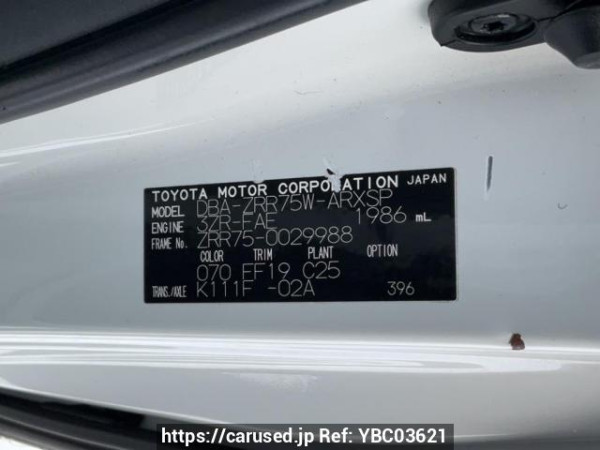 TOYOTA MOTOR CORPORATION JAPAN
MODEL DBA-ZRR75W-ARXSP
ENGINE 3ZR-FAE 1986 mL
FRAME No. ZRR75-0029988
COLOR TRIM PLANT OPTION
070 FF19 C25
TRANS./AXLE K111F -02A 396
https://carused.jp Ref: YBC03621